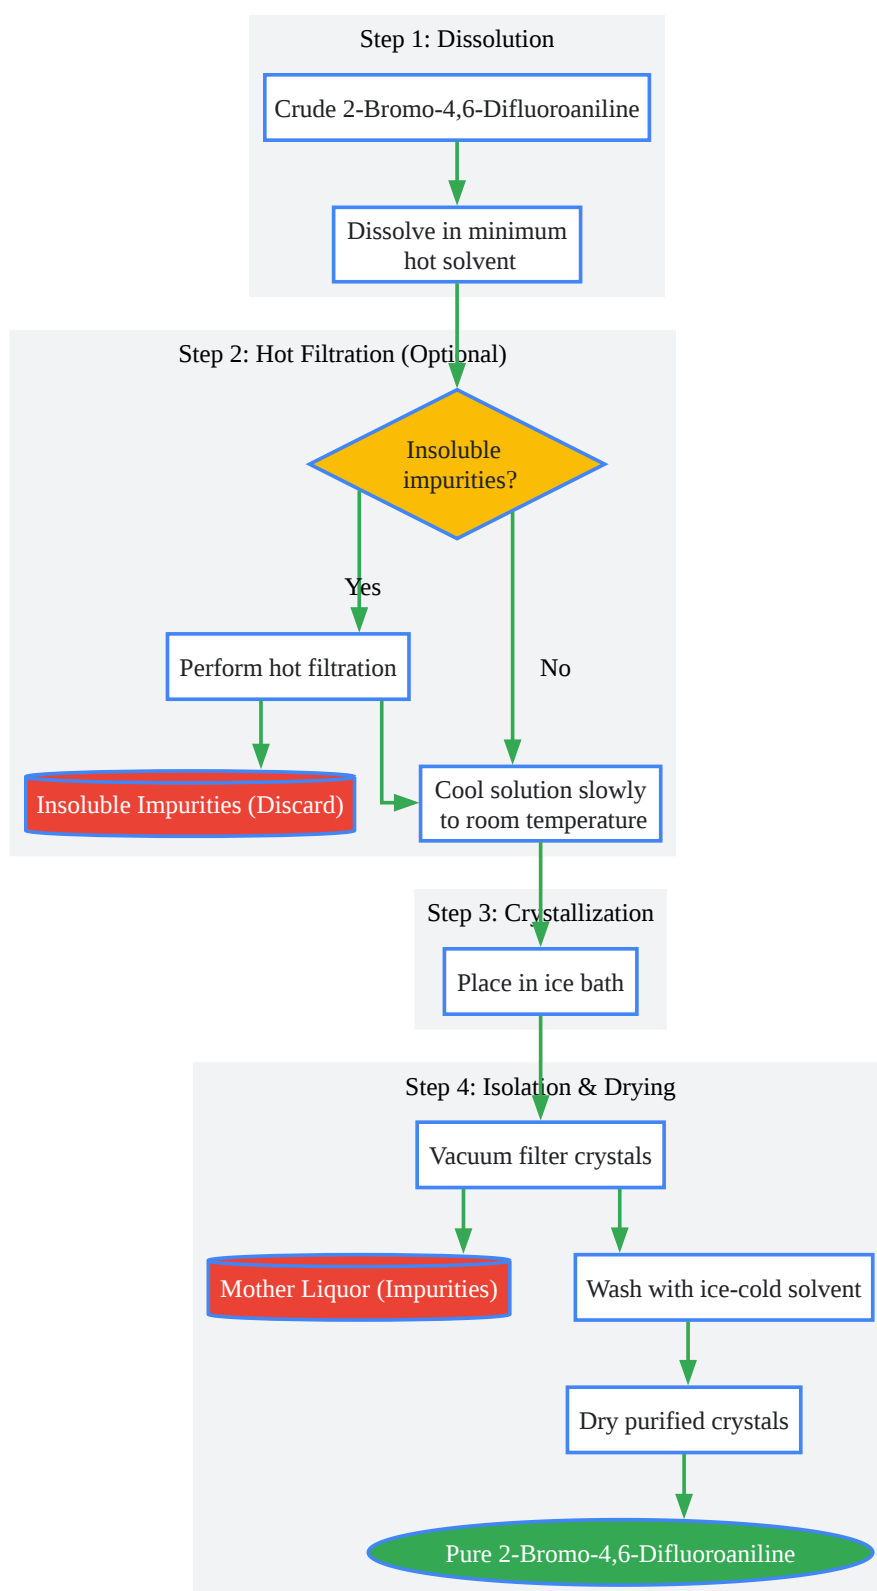 Step 1: Dissolution
Crude 2-Bromo-4,6-Difluoroaniline
Dissolve in minimum
hot solvent
Step 2: Hot Filtration (Optional)
Insoluble
impurities?
Yes
Perform hot filtration
No
Insoluble Impurities (Discard)
Cool solution slowly
to room temperature
Step 3: Crystallization
Place in ice bath
Step 4: Isolation & Drying
Vacuum filter crystals
Mother Liquor (Impurities)
Wash with ice-cold solvent
Dry purified crystals
Pure 2-Bromo-4,6-Difluoroaniline